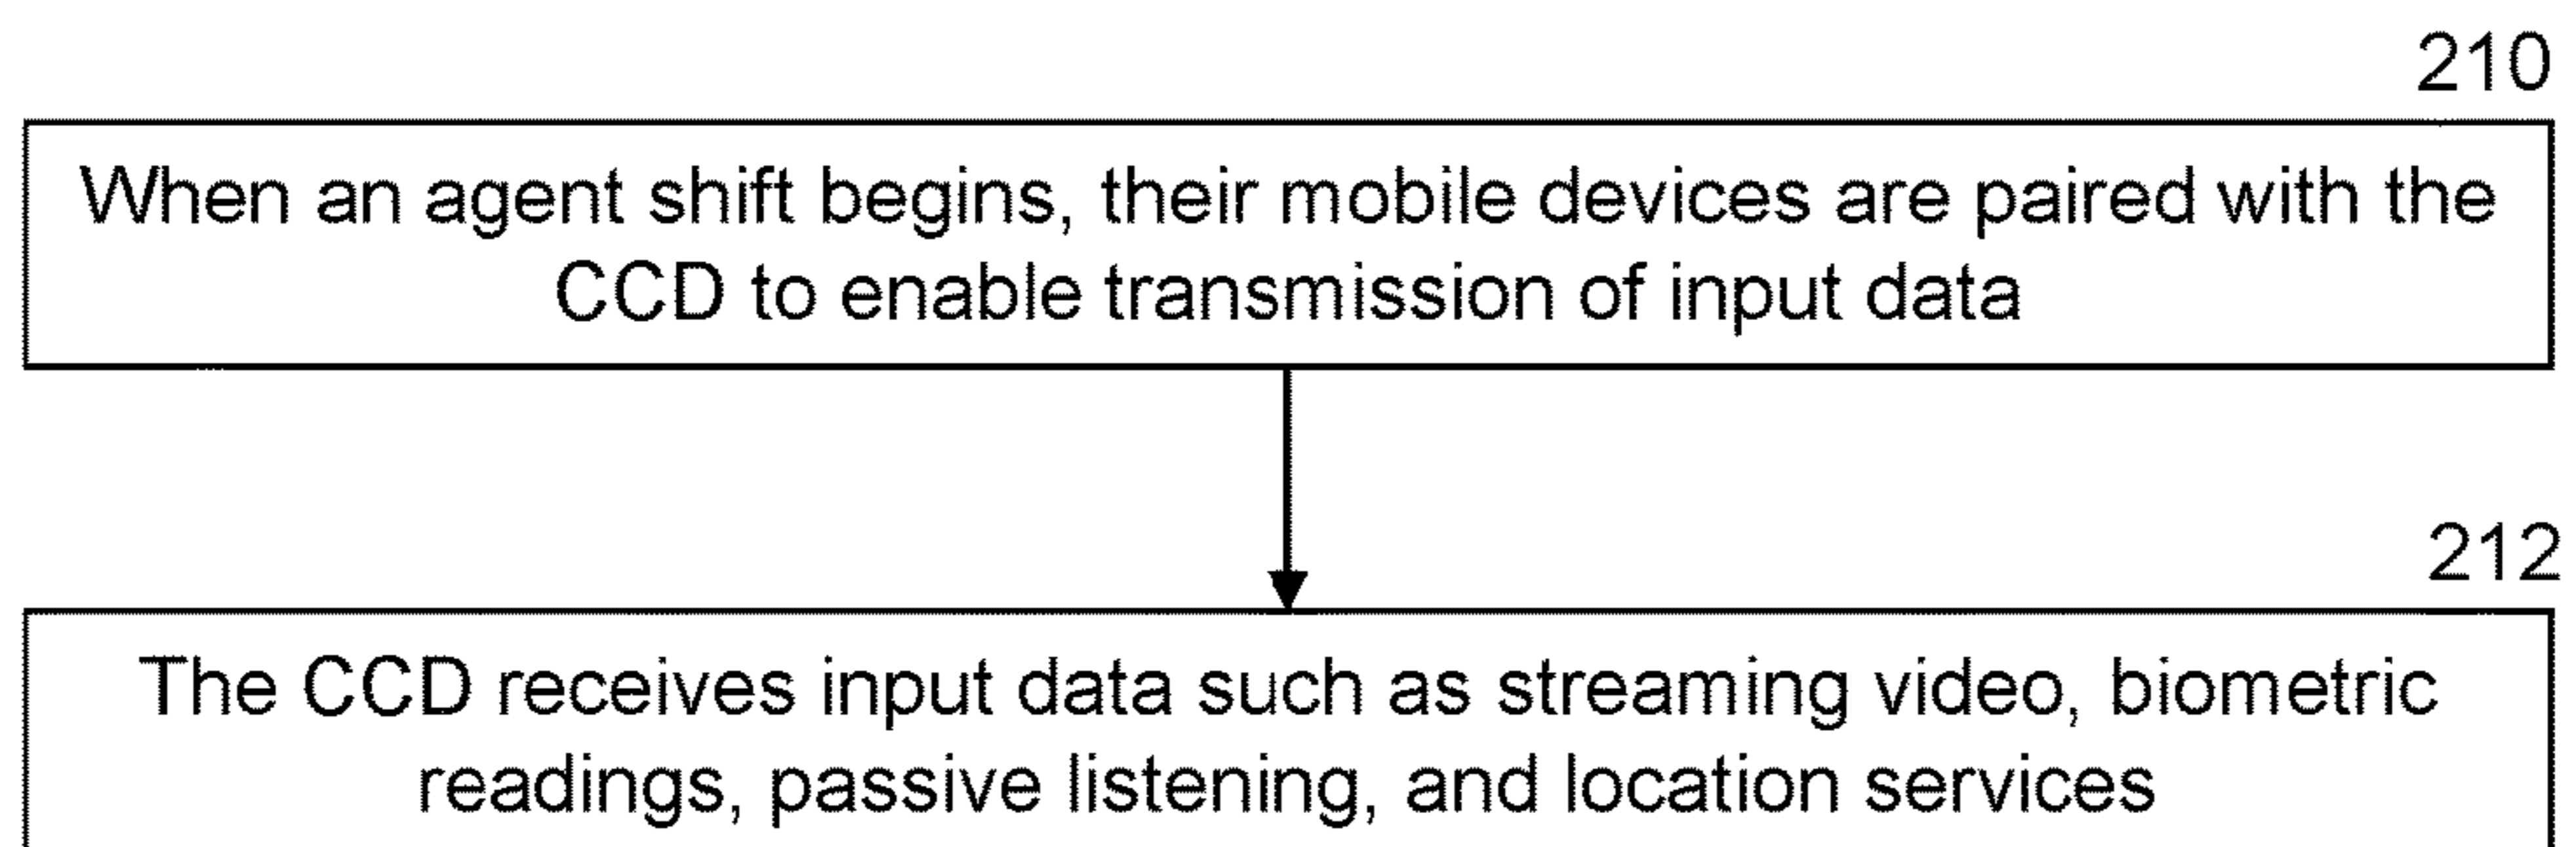 210
When an agent shift begins, their mobile devices are paired with the
CCD to enable transmission of input data
212
The CCD receives input data such as streaming video, biometric
readings, passive listening, and location services